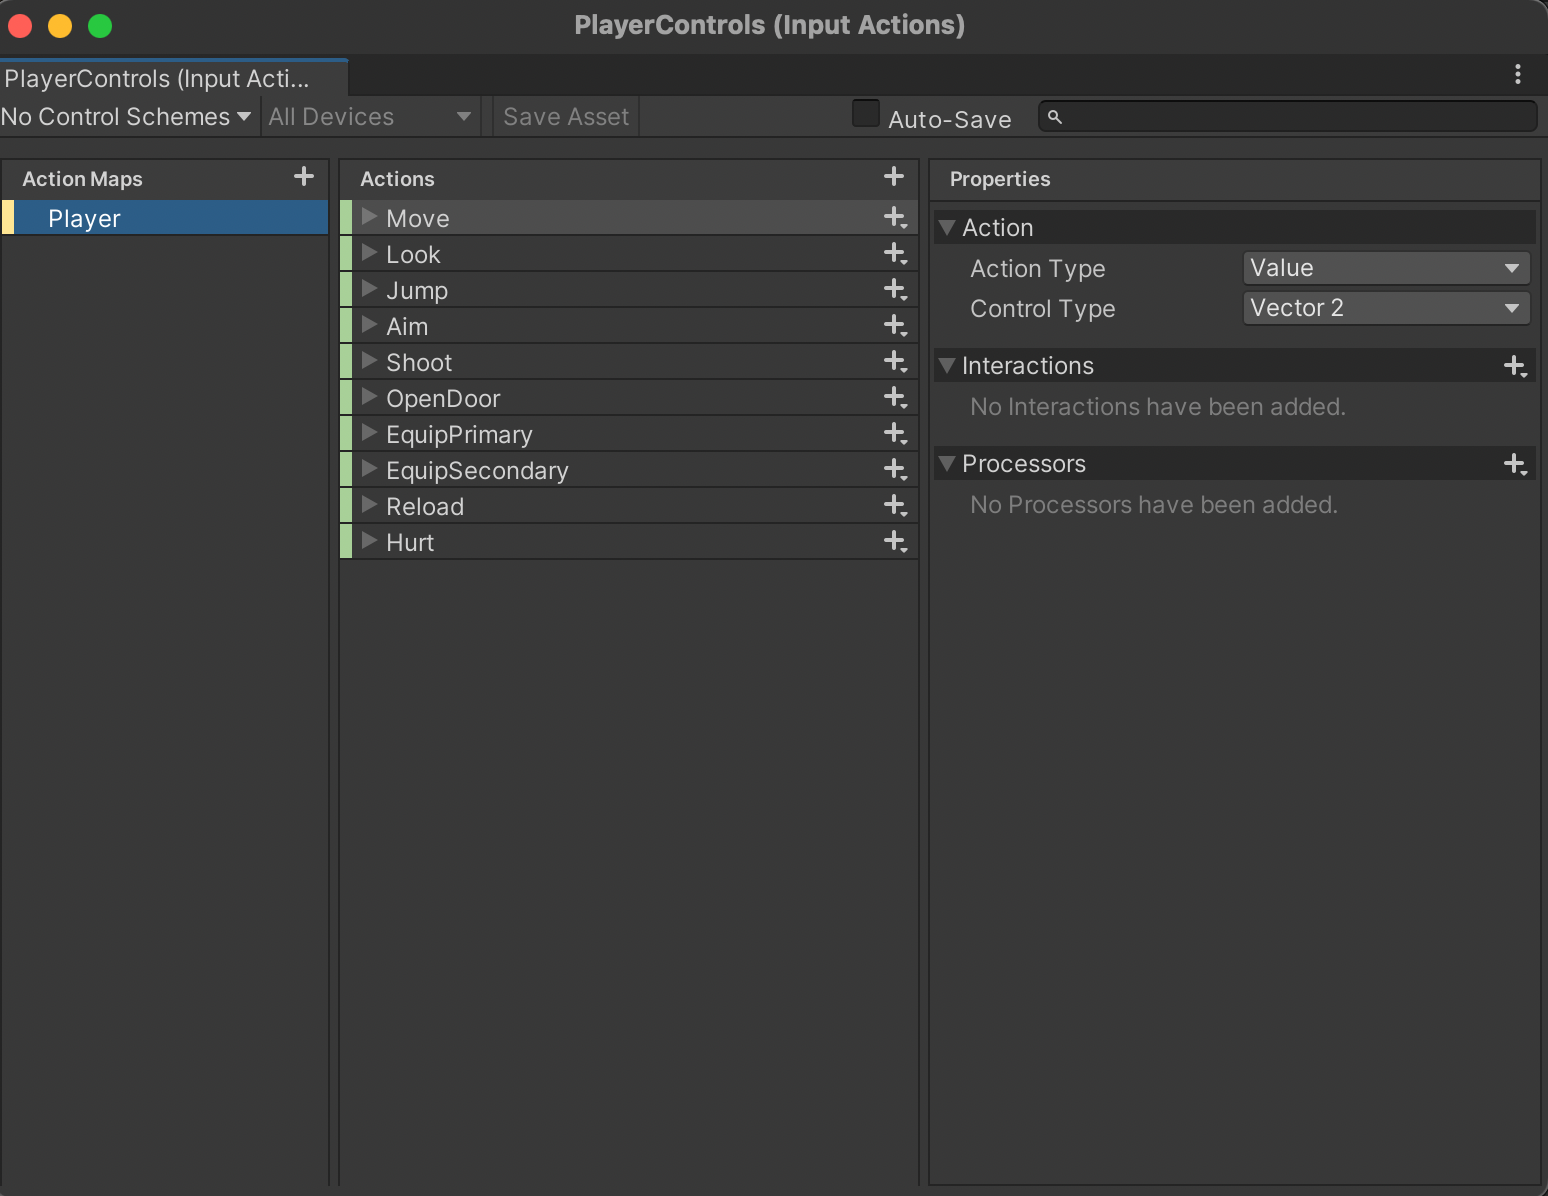 PlayerControls (Input Actions)
PlayerControls (Input Acti...
No Control Schemes All Devices Save Asset Auto-Save
Action Maps
Player
Actions
Move
Look
Jump
Aim
Shoot
OpenDoor
EquipPrimary
EquipSecondary
Reload
Hurt
Properties
Action
Action Type Value
Control Type Vector 2
Interactions
No Interactions have been added.
Processors
No Processors have been added.